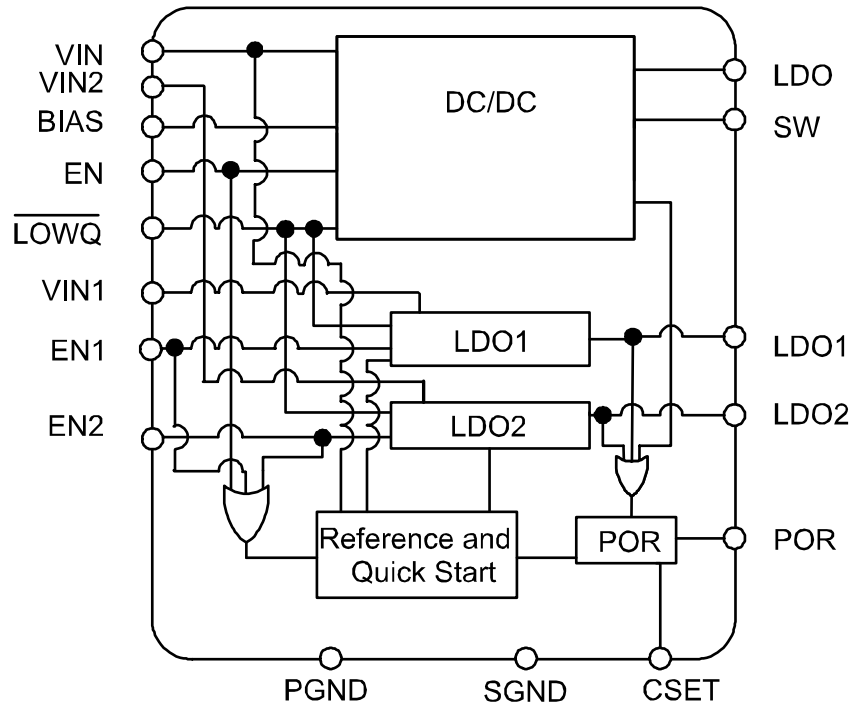 VIN
VIN2
BIAS
EN
LOWQ
VIN1
EN1
EN2
DC/DC
LDO
SW
LDO1
LDO1
LDO2
LDO2
Reference and
Quick Start
POR
POR
PGND
SGND
CSET